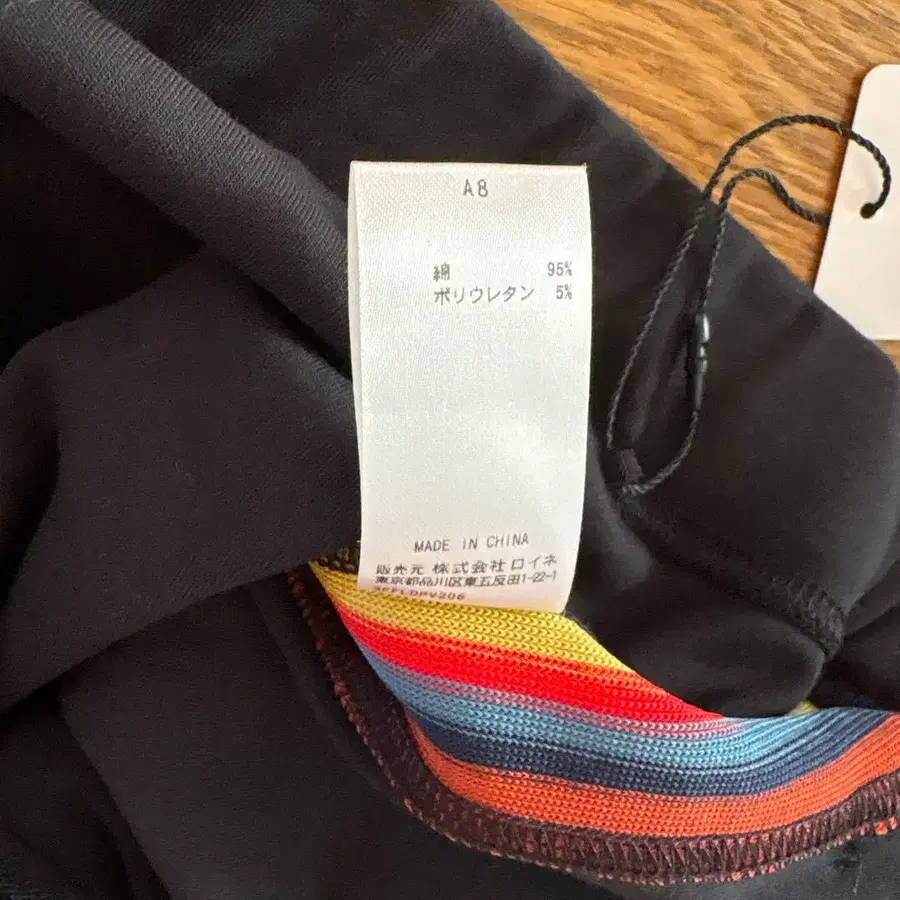 A8
綿 95%
ポリウレタン 5%
MADE IN CHINA
販売元 株式会社ロイネ
東京都品川区東五反田1-22-1